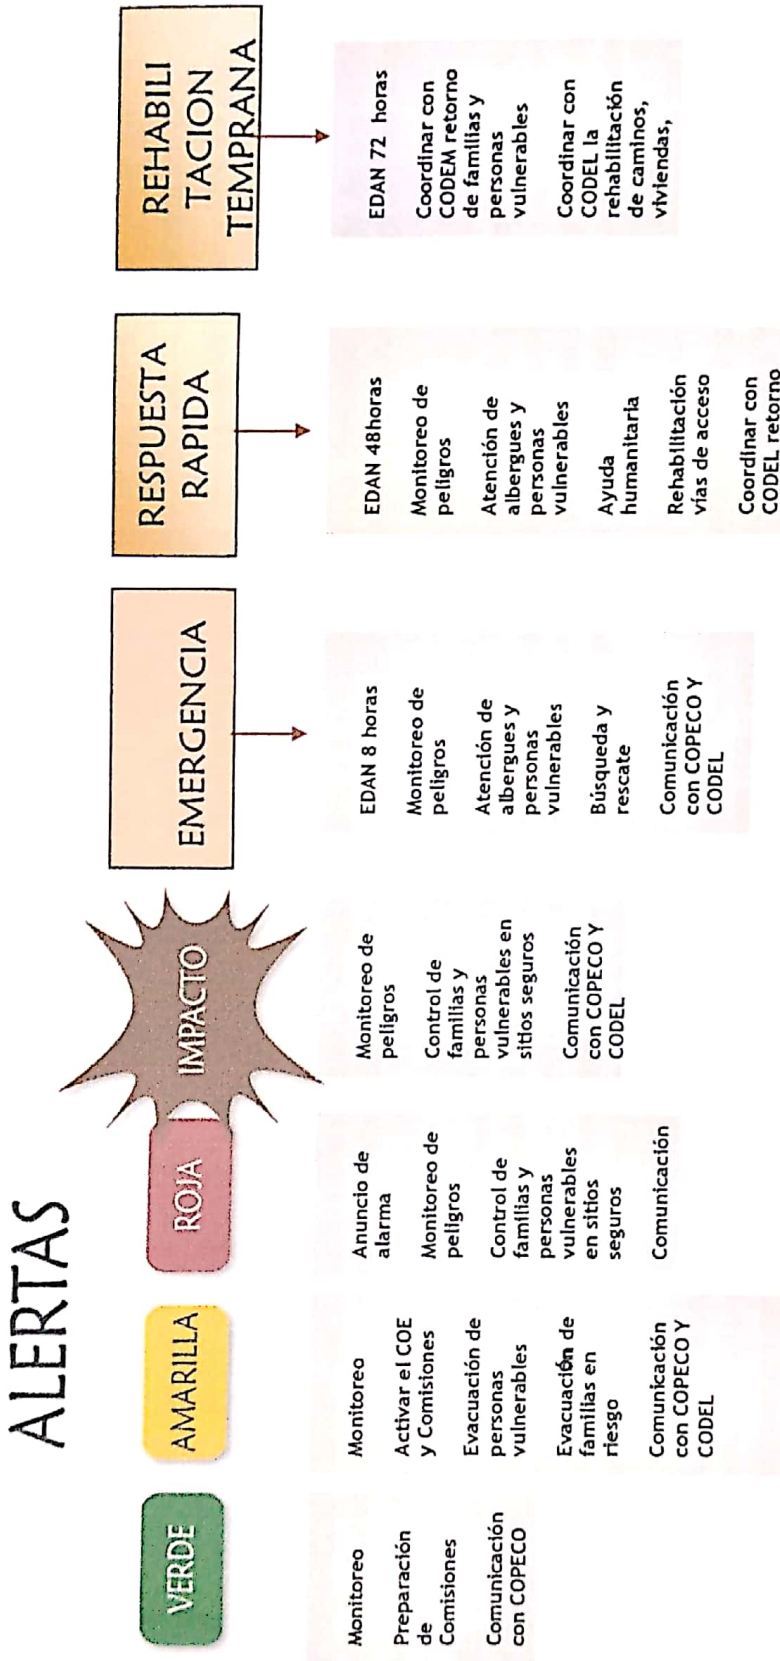 ALERTAS
VERDE
Monitoreo
Preparación
de
Comisiones
Comunicación
con COPECO
AMARILLA
Monitoreo
Activar el COE
y Comisiones
Evacuación de
personas
vulnerables
Evacuación de
familias en
riesgo
Comunicación
con COPECO Y
CODEL
ROJA
Anuncio de
alarma
Monitoreo de
peligros
Control de
familias y
personas
vulnerables
en sitios
seguros
Comunicación
IMPACTO
Monitoreo de
peligros
Control de
familias y
personas
vulnerables en
sitios seguros
Comunicación
con COPECO Y
CODEL
EMERGENCIA
EDAN 8 horas
Monitoreo de
peligros
Atención de
albergues y
personas
vulnerables
Búsqueda y
rescate
Comunicación
con COPECO Y
CODEL
RESPUESTA
RAPIDA
EDAN 48horas
Monitoreo de
peligros
Atención de
albergues y
personas
vulnerables
Ayuda
humanitaria
Rehabilitación
vías de acceso
Coordinar con
CODEL retorno
REHABILI
TACION
TEMPRANA
EDAN 72 horas
Coordinar con
CODEM retorno
de familias y
personas
vulnerables
Coordinar con
CODEL la
rehabilitación
de caminos,
viviendas,